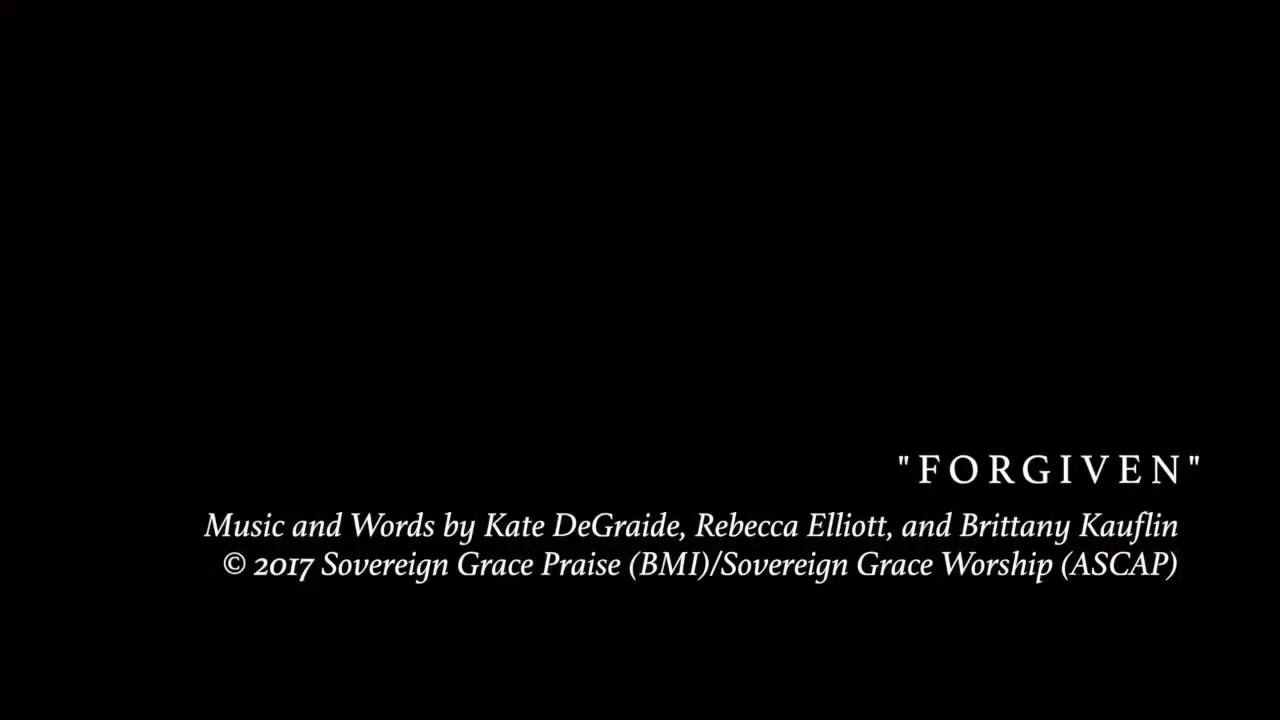 "FORGIVEN"
Music and Words by Kate DeGraide, Rebecca Elliott, and Brittany Kauflin
© 2017 Sovereign Grace Praise (BMI)/Sovereign Grace Worship (ASCAP)